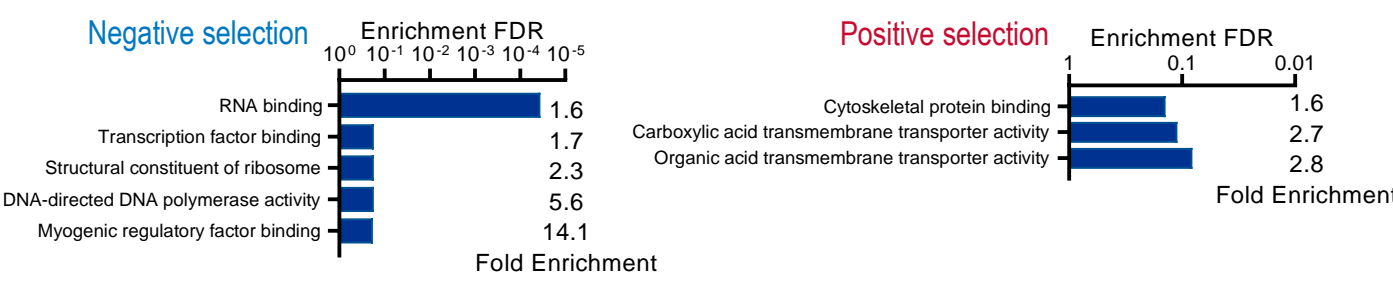 Negative selection
Enrichment FDR
10⁰ 10⁻¹ 10⁻² 10⁻³ 10⁻⁴ 10⁻⁵
RNA binding 1.6
Transcription factor binding 1.7
Structural constituent of ribosome 2.3
DNA-directed DNA polymerase activity 5.6
Myogenic regulatory factor binding 14.1
Fold Enrichment
Positive selection
Enrichment FDR
1 0.1 0.01
Cytoskeletal protein binding 1.6
Carboxylic acid transmembrane transporter activity 2.7
Organic acid transmembrane transporter activity 2.8
Fold Enrichment